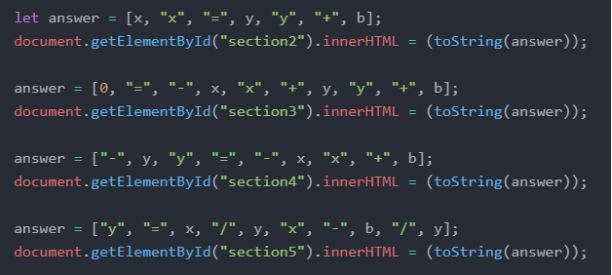 let answer = [x, "x", "=", y, "y", "+", b];
document.getElementById("section2").innerHTML = (toString(answer));
answer = [0, "=", "-", x, "x", "+", y, "y", "+", b];
document.getElementById("section3").innerHTML = (toString(answer));
answer = ["-", y, "y", "=", "-", x, "x", "+", b];
document.getElementById("section4").innerHTML = (toString(answer));
answer = ["y", "=", x, "/", y, "x", "-", b, "/", y];
document.getElementById("section5").innerHTML = (toString(answer));